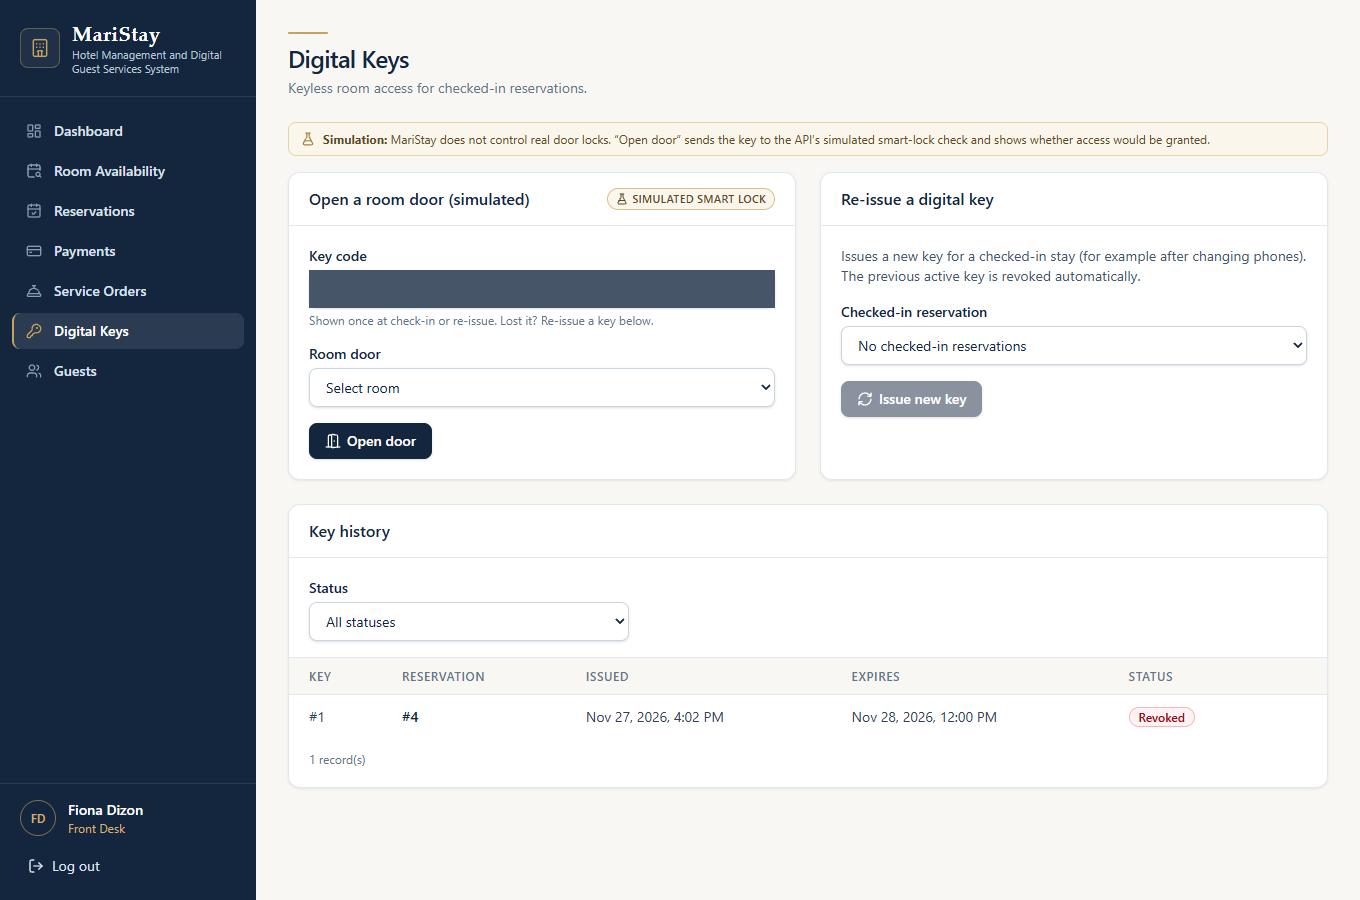 MariStay
Hotel Management and Digital
Guest Services System
Dashboard
Room Availability
Reservations
Payments
Service Orders
Digital Keys
Guests
FD
Fiona Dizon
Front Desk
Log out
Digital Keys
Keyless room access for checked-in reservations.
Simulation: MariStay does not control real door locks. “Open door” sends the key to the API's simulated smart-lock check and shows whether access would be granted.
Open a room door (simulated)
SIMULATED SMART LOCK
Key code
Shown once at check-in or re-issue. Lost it? Re-issue a key below.
Room door
Select room
Open door
Re-issue a digital key
Issues a new key for a checked-in stay (for example after changing phones).
The previous active key is revoked automatically.
Checked-in reservation
No checked-in reservations
Issue new key
Key history
Status
All statuses
KEY RESERVATION ISSUED EXPIRES STATUS
#1 #4 Nov 27, 2026, 4:02 PM Nov 28, 2026, 12:00 PM Revoked
1 record(s)